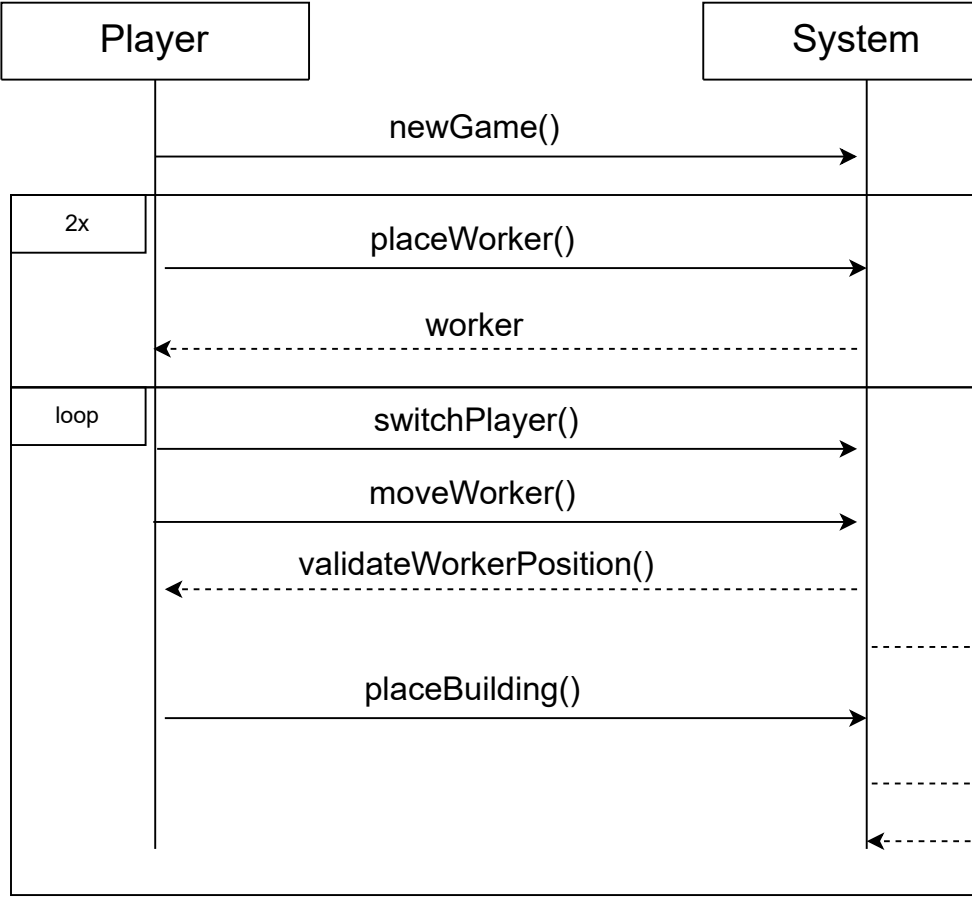 Player
System
newGame()
2x
placeWorker()
worker
loop
switchPlayer()
moveWorker()
validateWorkerPosition()
placeBuilding()